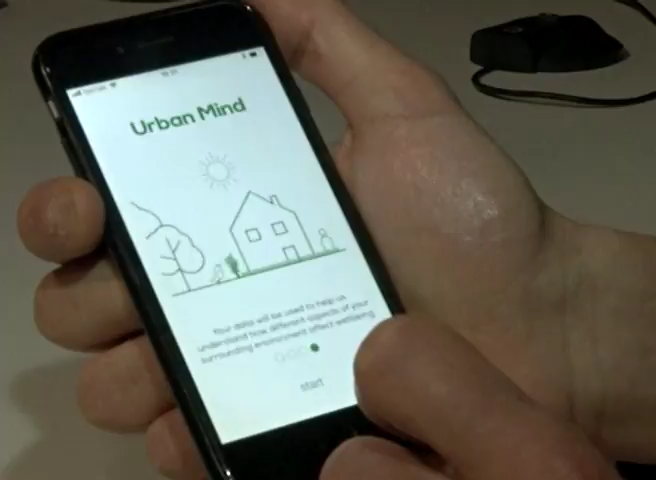 Urban Mind
Your data will be used to help us
understand how different aspects of your
surrounding environment affect wellbeing
start